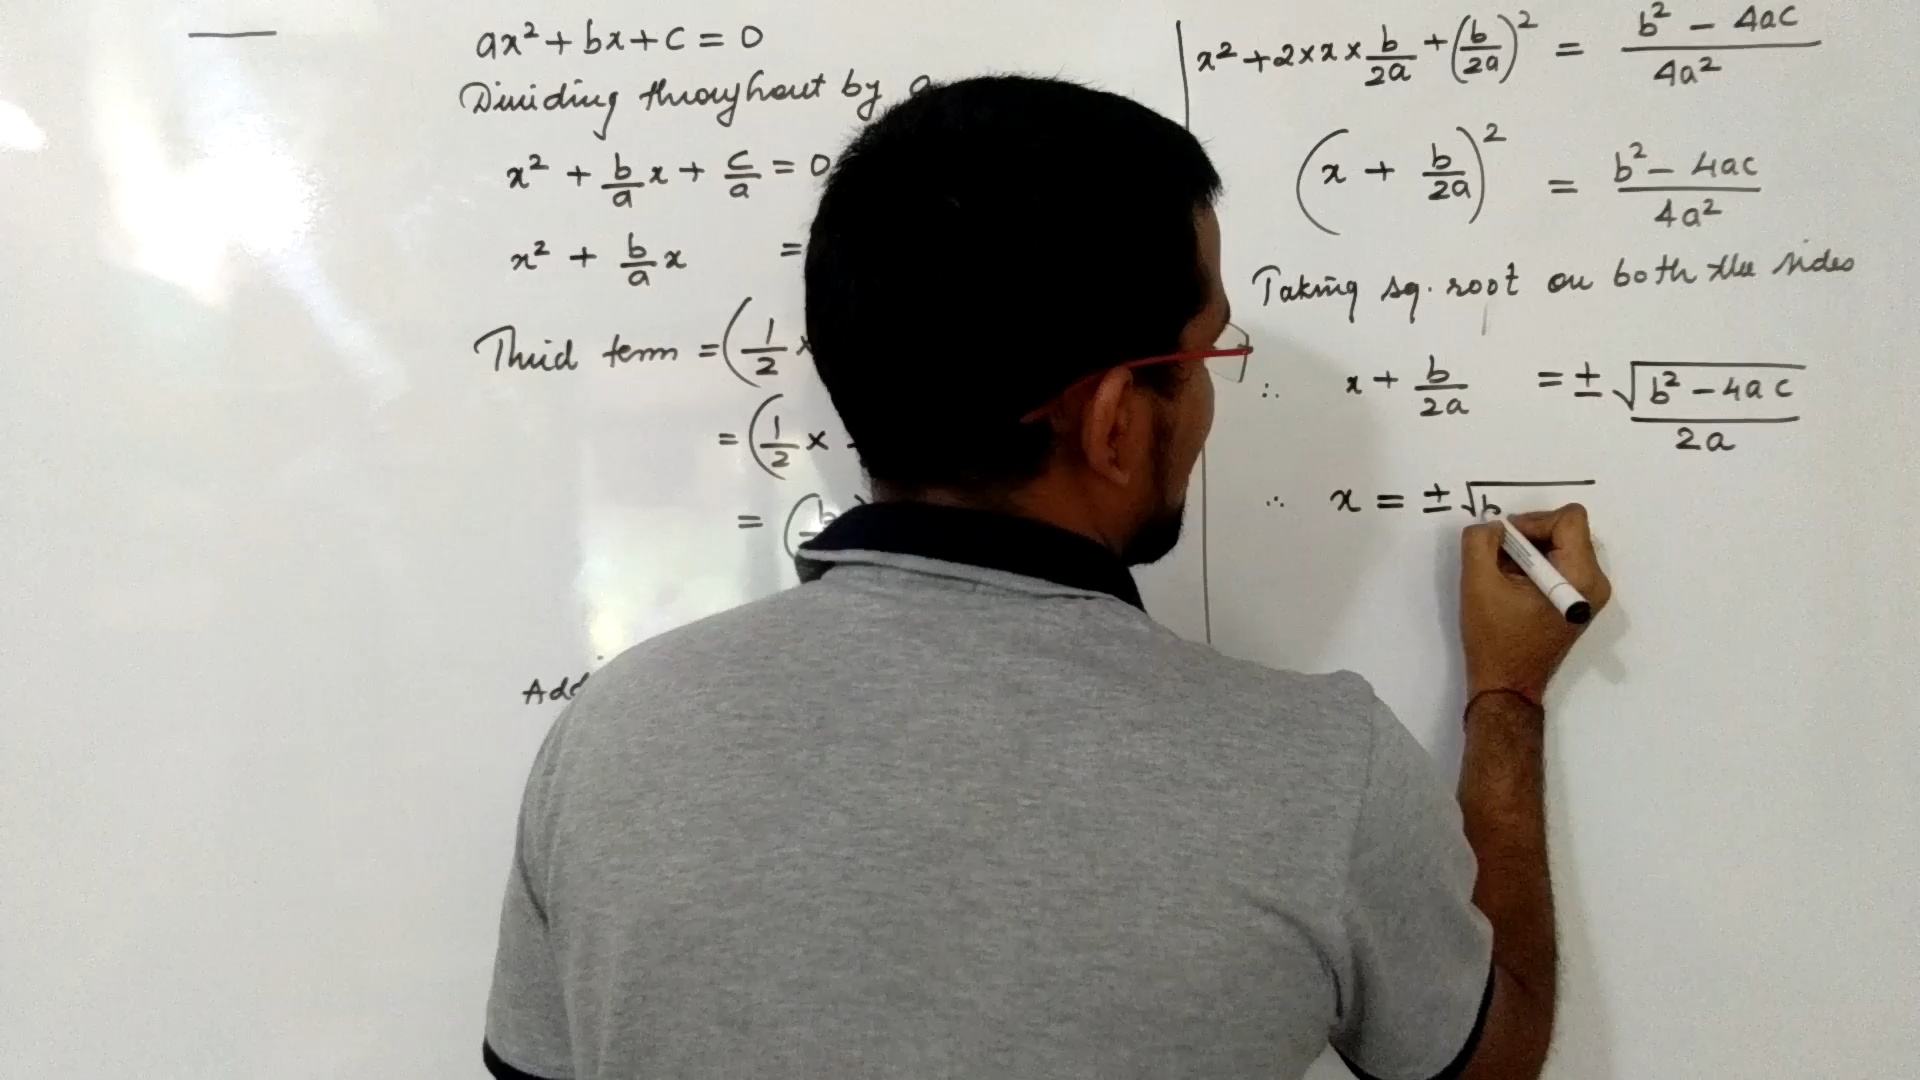 ax² + bx + c = 0
Dividing throughout by
x² + b/a x + c/a = 0
x² + b/a x =
Third term = (1/2 ×
= (1/2 ×
= (b
Add
x² + 2 × x × b/2a + (b/2a)² = b² - 4ac / 4a²
(x + b/2a)² = b² - 4ac / 4a²
Taking sq. root on both the sides
∴ x + b/2a = ± √b² - 4ac / 2a
∴ x = ± √b